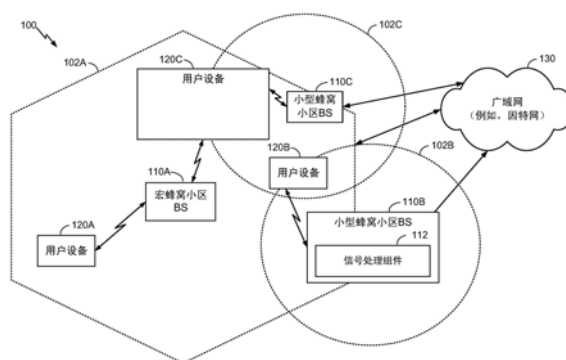 100
102A
120C
用户设备
102C
110C
小型蜂窝
小区BS
130
广域网
(例如，因特网)
120B
用户设备
102B
110A
宏蜂窝小区
BS
110B
小型蜂窝小区BS
112
信号处理组件
120A
用户设备